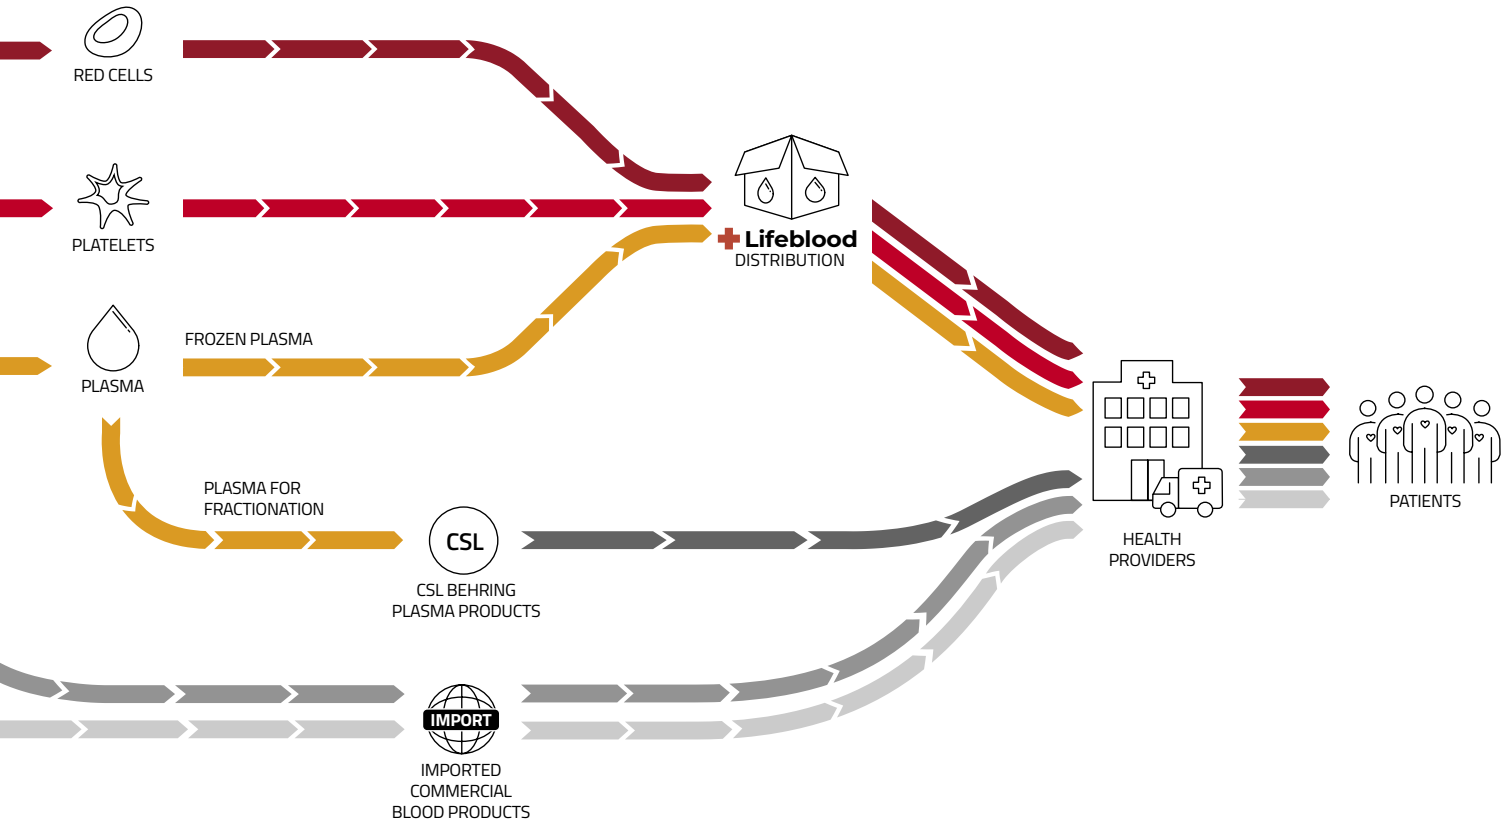 RED CELLS
PLATELETS
Lifeblood
DISTRIBUTION
FROZEN PLASMA
PLASMA
PLASMA FOR
FRACTIONATION
CSL
CSL BEHRING
PLASMA PRODUCTS
HEALTH
PROVIDERS
PATIENTS
IMPORT
IMPORTED
COMMERCIAL
BLOOD PRODUCTS